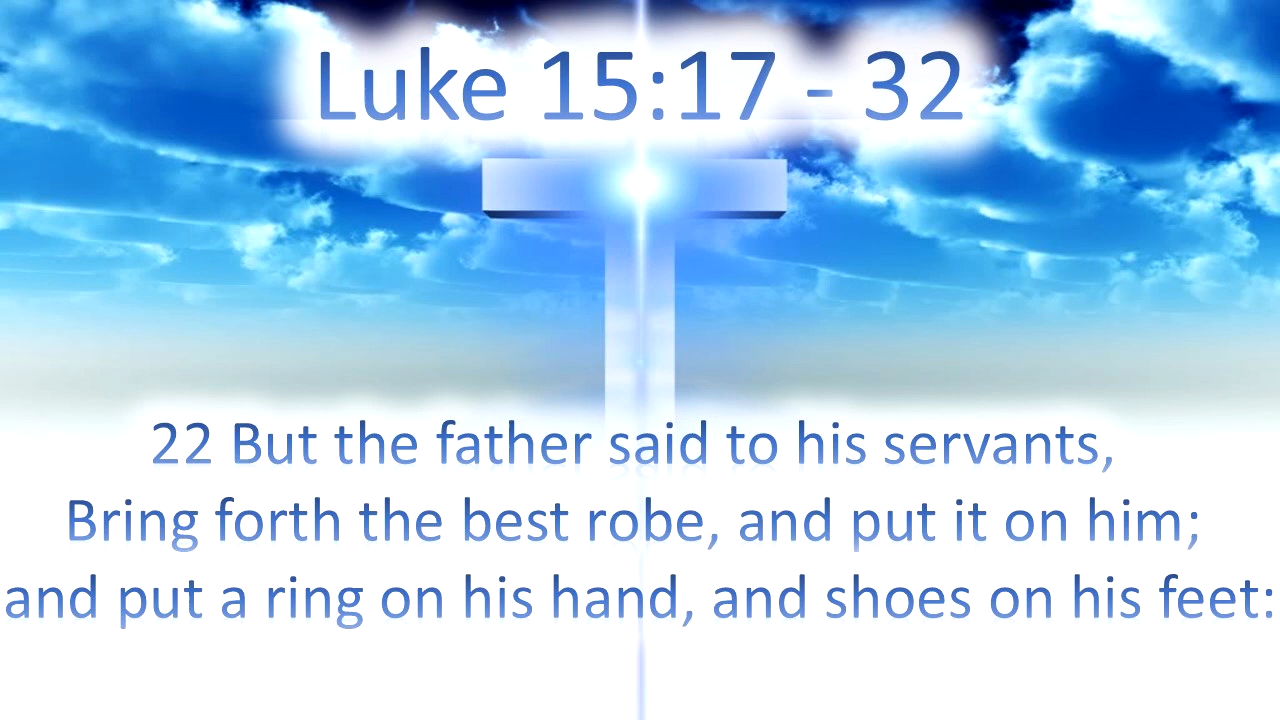 Luke 15:17 - 32
22 But the father said to his servants,
Bring forth the best robe, and put it on him;
and put a ring on his hand, and shoes on his feet: